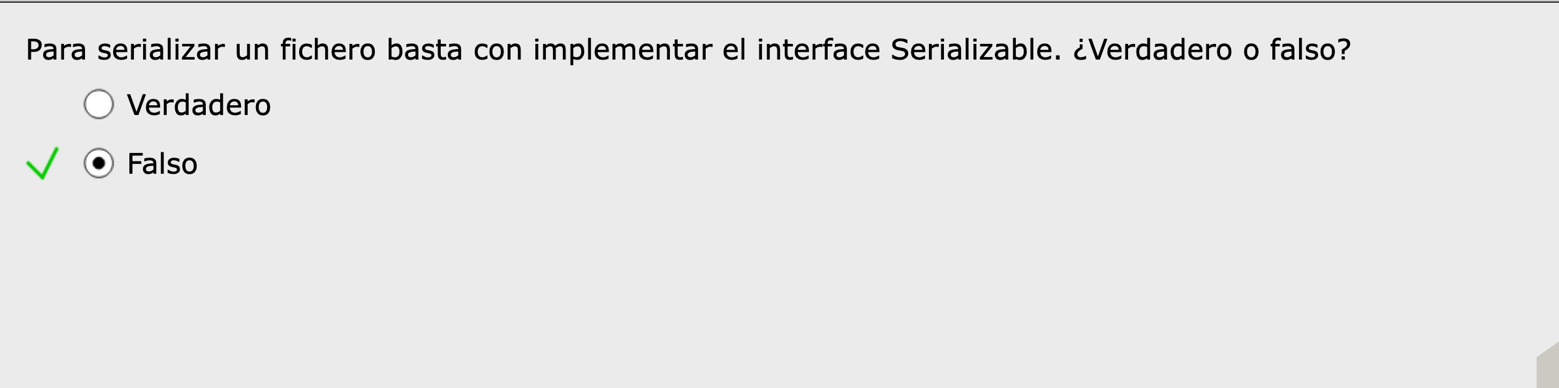 Para serializar un fichero basta con implementar el interface Serializable. ¿Verdadero o falso?
Verdadero
Falso